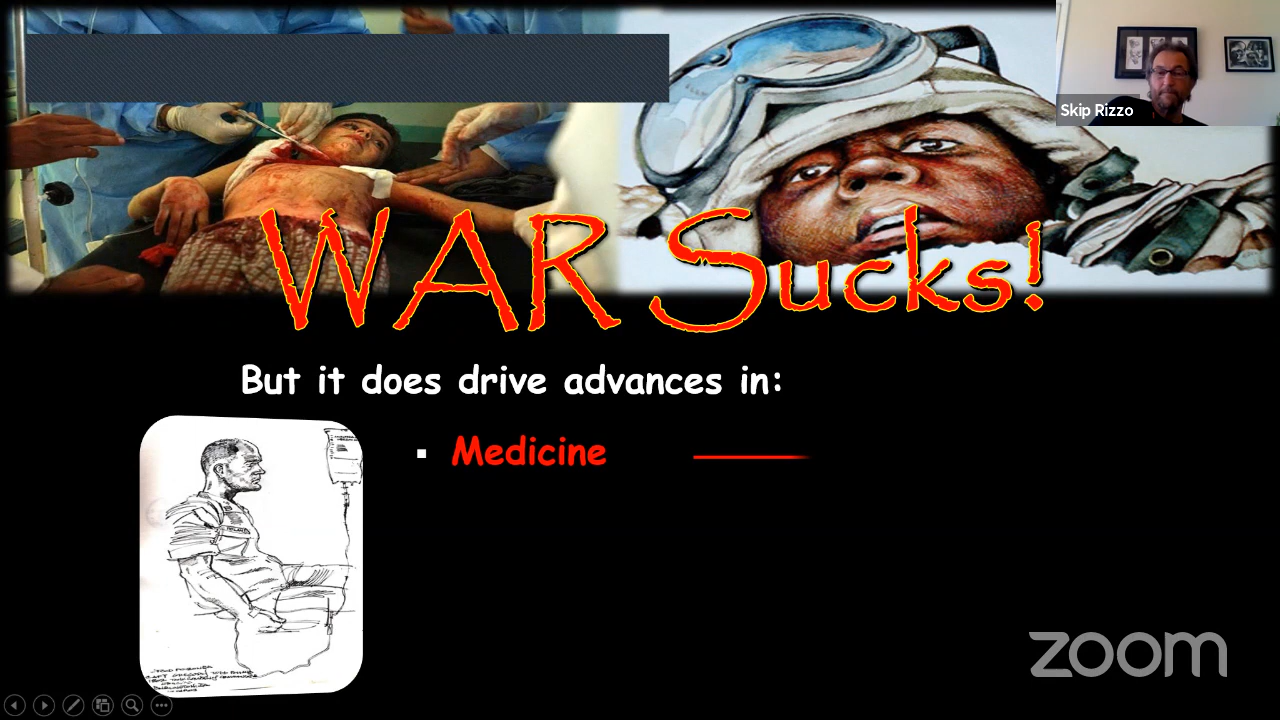 Skip Rizzo
WAR Sucks!
But it does drive advances in:
▪ Medicine
zoom